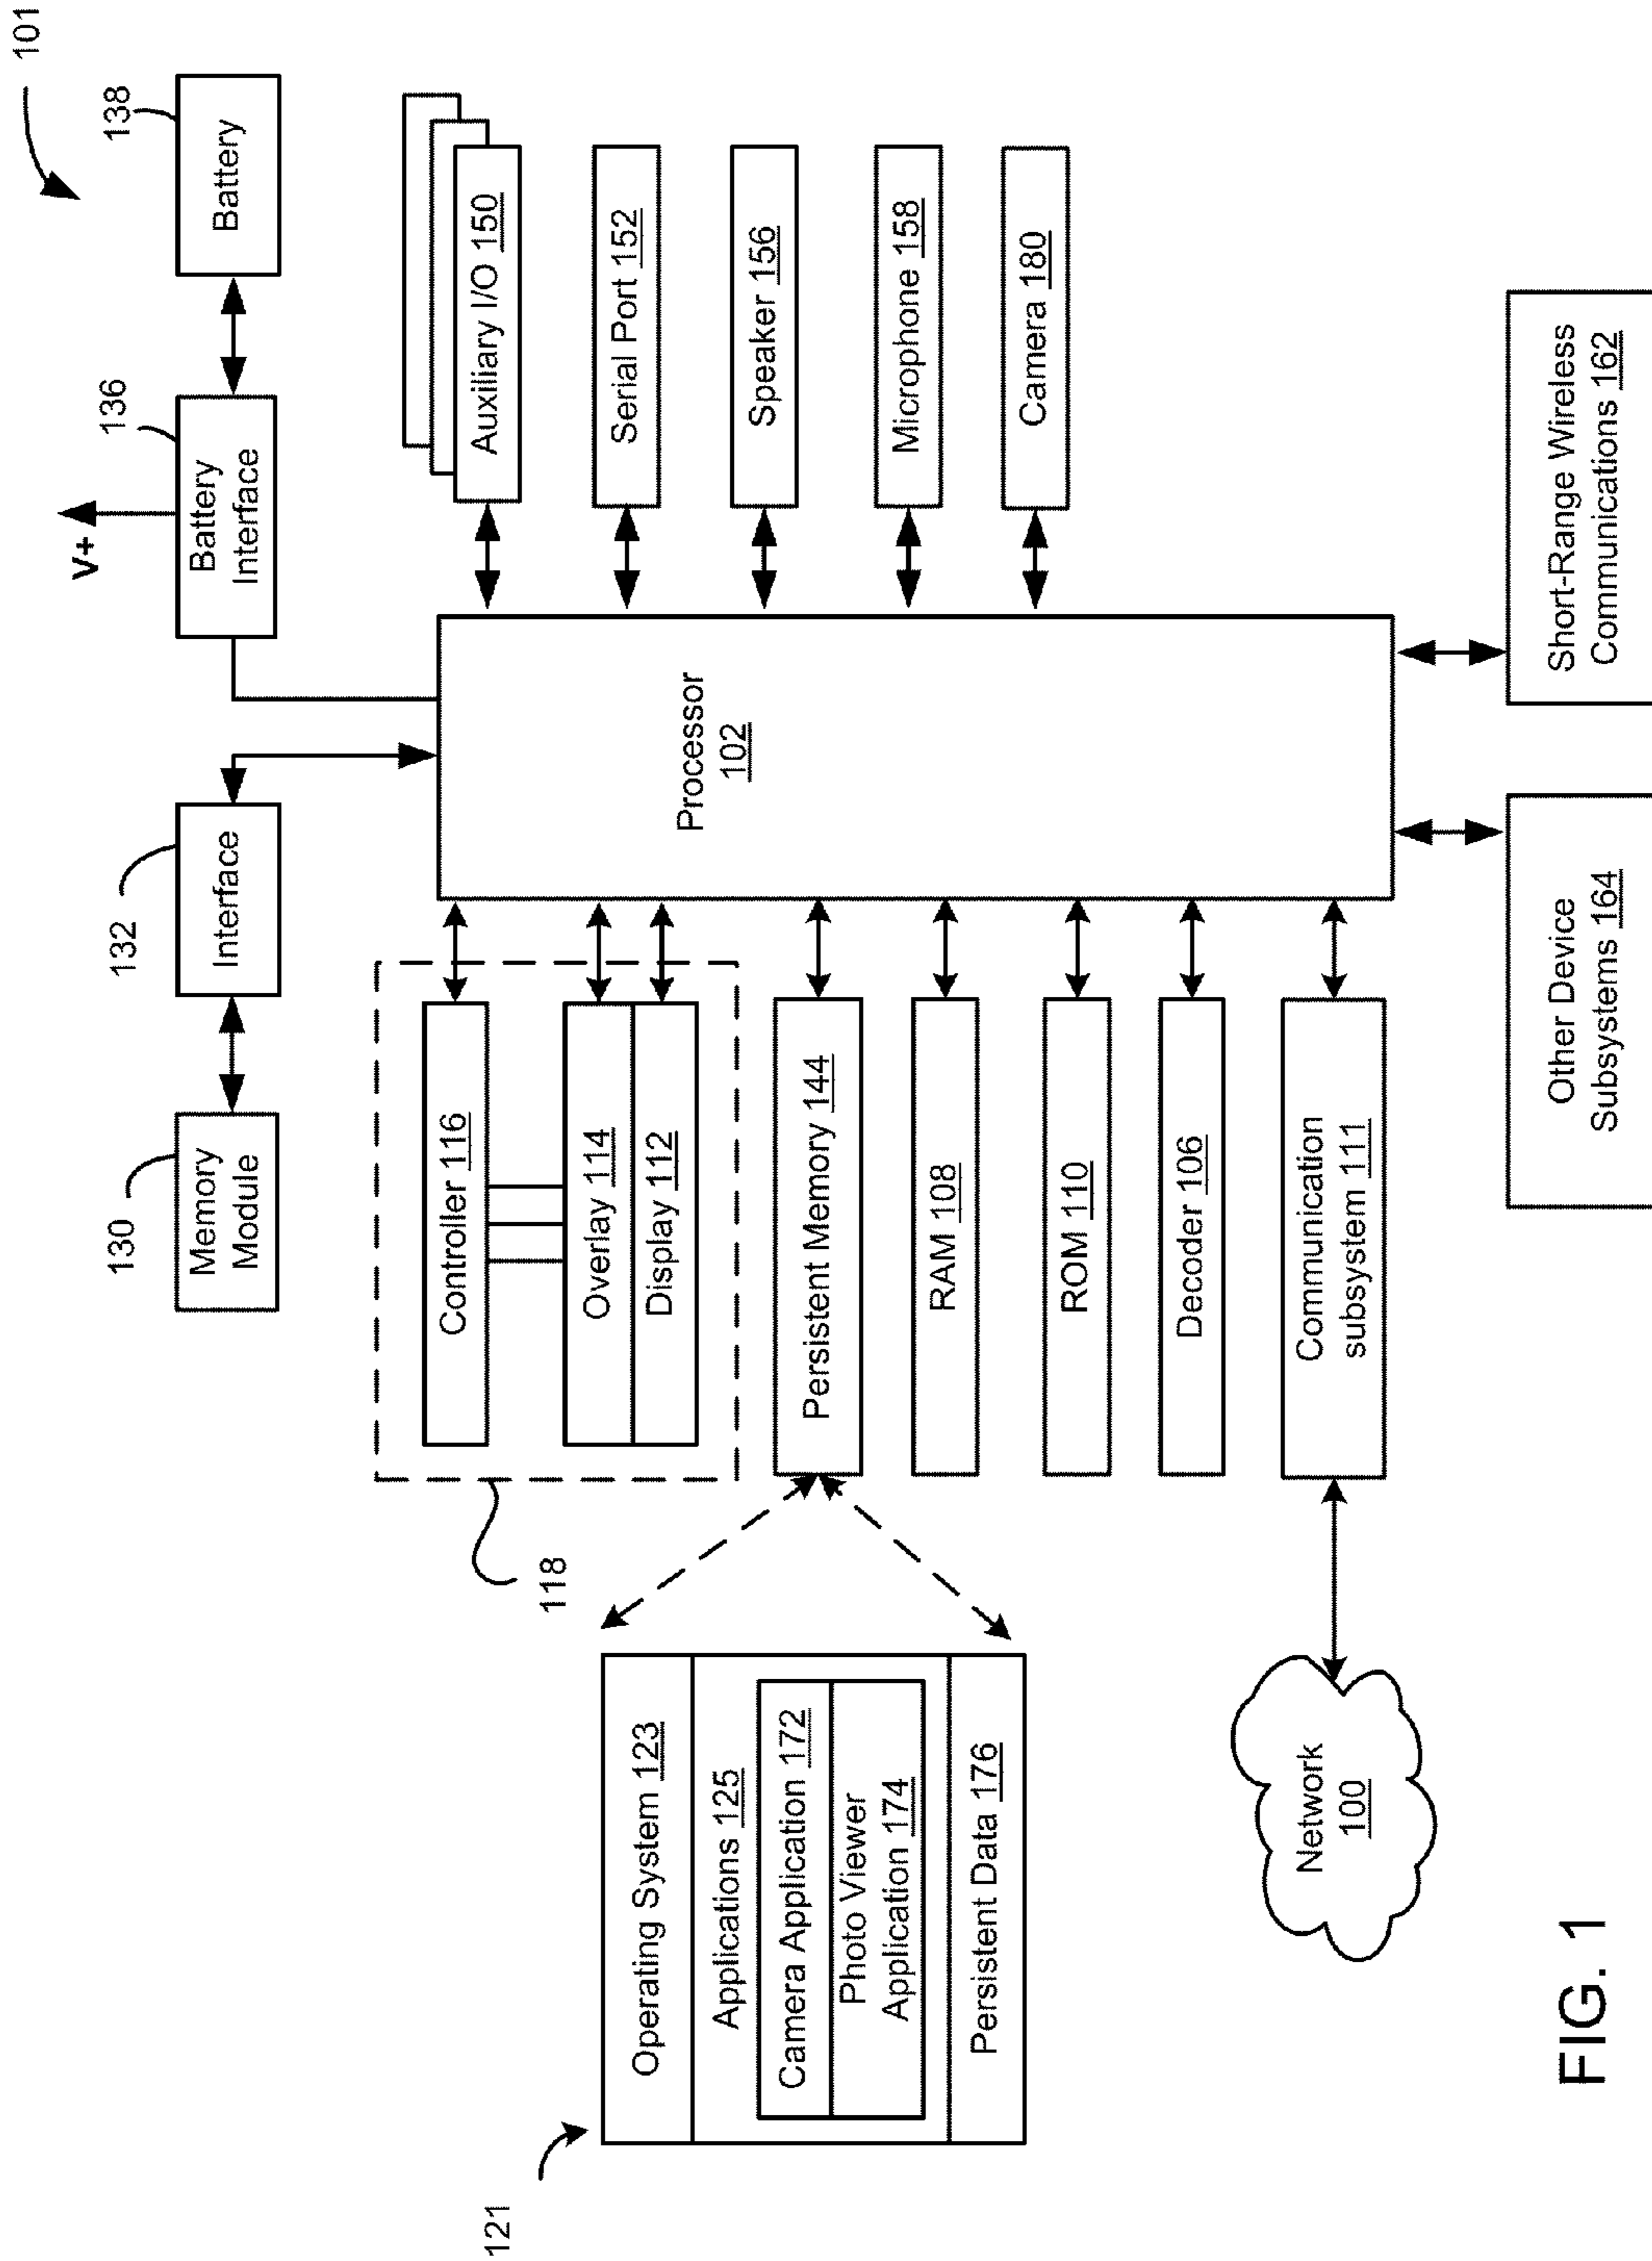 101
V+
130
132
136
138
Memory
Module
Interface
Battery
Interface
Battery
Controller 116
Overlay 114
Display 112
118
Processor
102
Auxiliary I/O 150
Serial Port 152
Speaker 156
Microphone 158
Camera 180
121
Operating System 123
Applications 125
Camera Application 172
Photo Viewer
Application 174
Persistent Data 176
Persistent Memory 144
RAM 108
ROM 110
Decoder 106
Communication
subsystem 111
Network
100
Other Device
Subsystems 164
Short-Range Wireless
Communications 162
FIG. 1